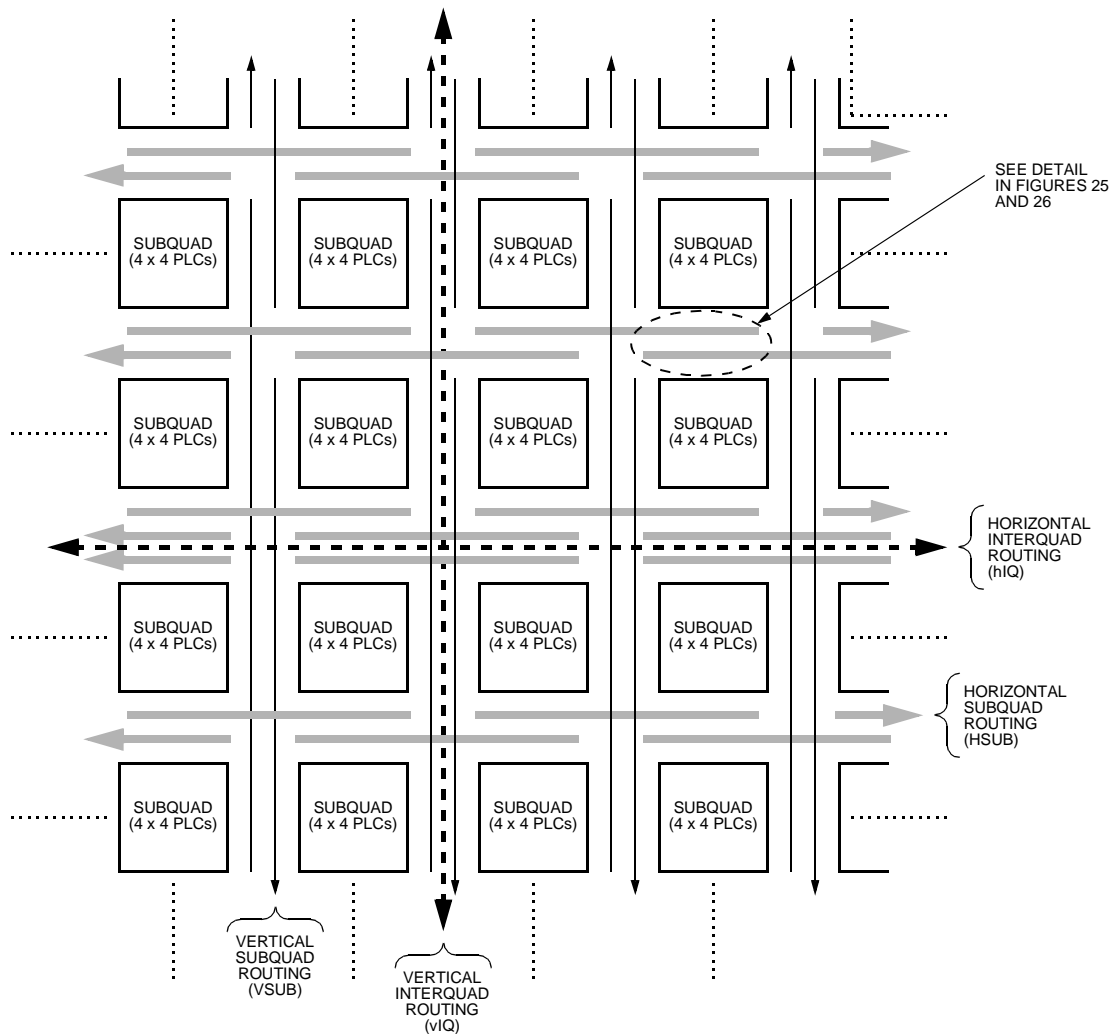 SEE DETAIL
IN FIGURES 25
AND 26
SUBQUAD
(4 x 4 PLCs)
SUBQUAD
(4 x 4 PLCs)
SUBQUAD
(4 x 4 PLCs)
SUBQUAD
(4 x 4 PLCs)
SUBQUAD
(4 x 4 PLCs)
SUBQUAD
(4 x 4 PLCs)
SUBQUAD
(4 x 4 PLCs)
SUBQUAD
(4 x 4 PLCs)
HORIZONTAL
INTERQUAD
ROUTING
(hIQ)
SUBQUAD
(4 x 4 PLCs)
SUBQUAD
(4 x 4 PLCs)
SUBQUAD
(4 x 4 PLCs)
SUBQUAD
(4 x 4 PLCs)
HORIZONTAL
SUBQUAD
ROUTING
(HSUB)
SUBQUAD
(4 x 4 PLCs)
SUBQUAD
(4 x 4 PLCs)
SUBQUAD
(4 x 4 PLCs)
SUBQUAD
(4 x 4 PLCs)
VERTICAL
SUBQUAD
ROUTING
(VSUB)
VERTICAL
INTERQUAD
ROUTING
(vIQ)